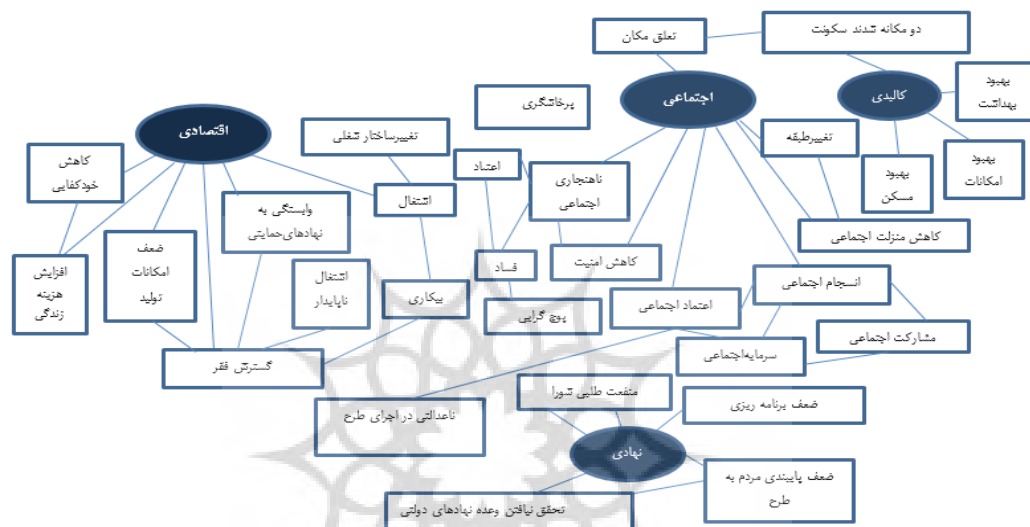 دو مکانه شدند سکونت
تعلق مکان
کالبدی
بهبود
بهداشت
اجتماعی
پرخاشگری
اقتصادی
تغییرساختار شغلی
تغییرطبقه
بهبود
امکانات
بهبود
مسکن
کاهش
خودکفایی
اعتماد
ناهنجاری
اجتماعی
اشتغال
وابستگی به
نهادهای‌حمایتی
کاهش منزلت اجتماعی
ضعف
امکانات
تولید
کاهش امنیت
فساد
انسجام اجتماعی
افزایش
هزینه
زندگی
اشتغال
ناپایدار
بیکاری
اعتماد اجتماعی
پوچ گرایی
مشارکت اجتماعی
سرمایه‌اجتماعی
گسترش فقر
منفعت طلبی شورا
ضعف برنامه ریزی
ناعدالتی در اجرای طرح
نهادی
ضعف پایبندی مردم به
طرح
تحقق نیافتن وعده نهادهای دولتی